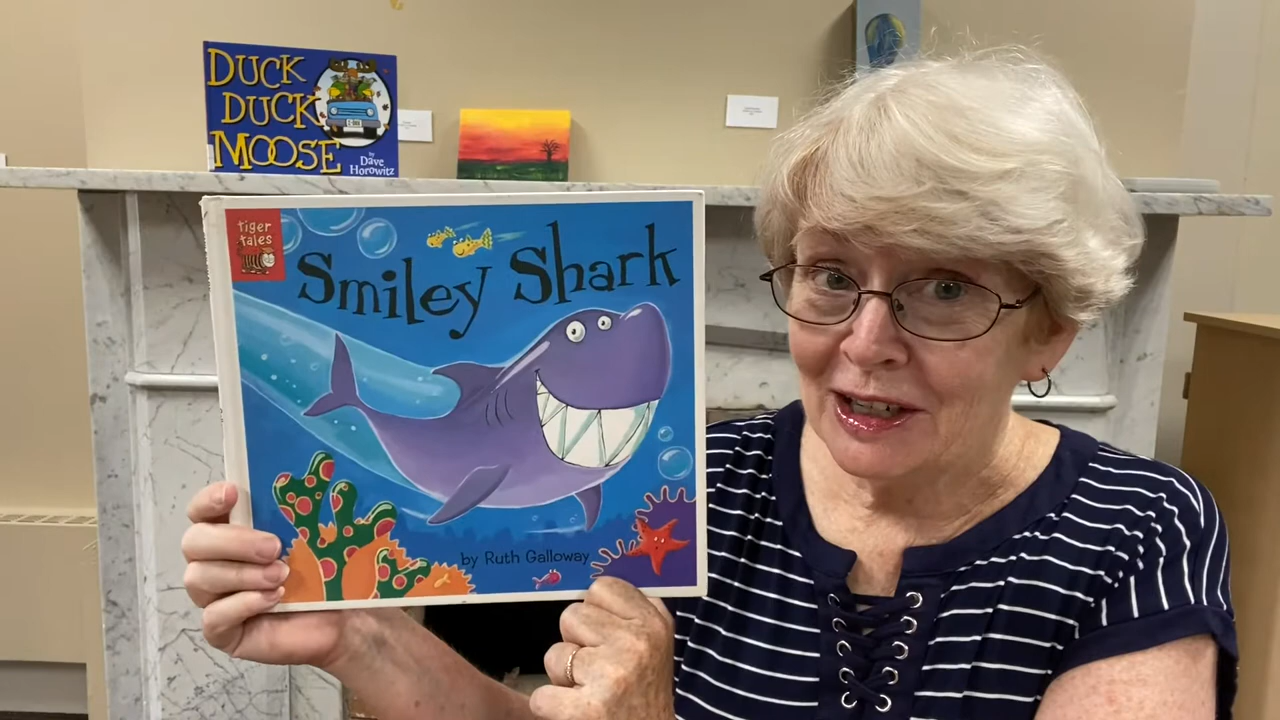 DUCK
DUCK
MOOSE
by
Dave
Horowitz
tiger
tales
Smiley Shark
by Ruth Galloway